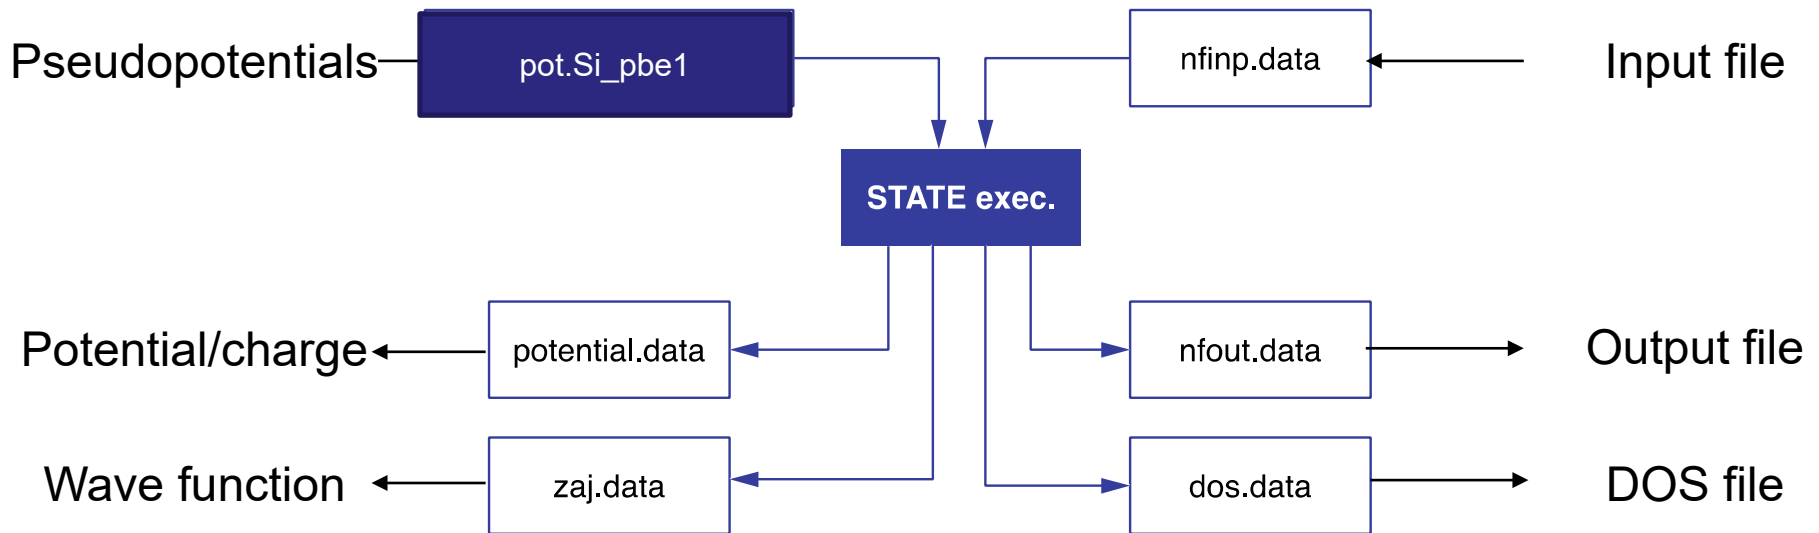 Pseudopotentials
pot.Si_pbe1
nfinp.data
Input file
STATE exec.
Potential/charge
potential.data
nfout.data
Output file
Wave function
zaj.data
dos.data
DOS file